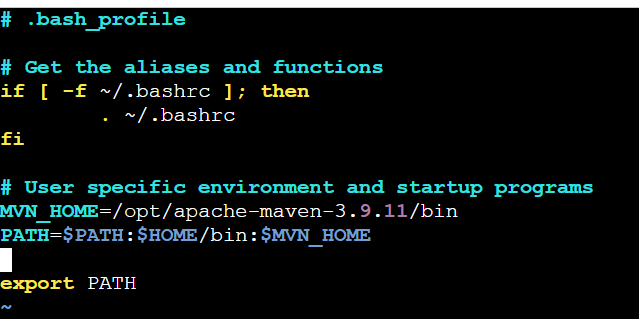 # .bash_profile
# Get the aliases and functions
if [ -f ~/.bashrc ]; then
        . ~/.bashrc
fi
# User specific environment and startup programs
MVN_HOME=/opt/apache-maven-3.9.11/bin
PATH=$PATH:$HOME/bin:$MVN_HOME
export PATH
~